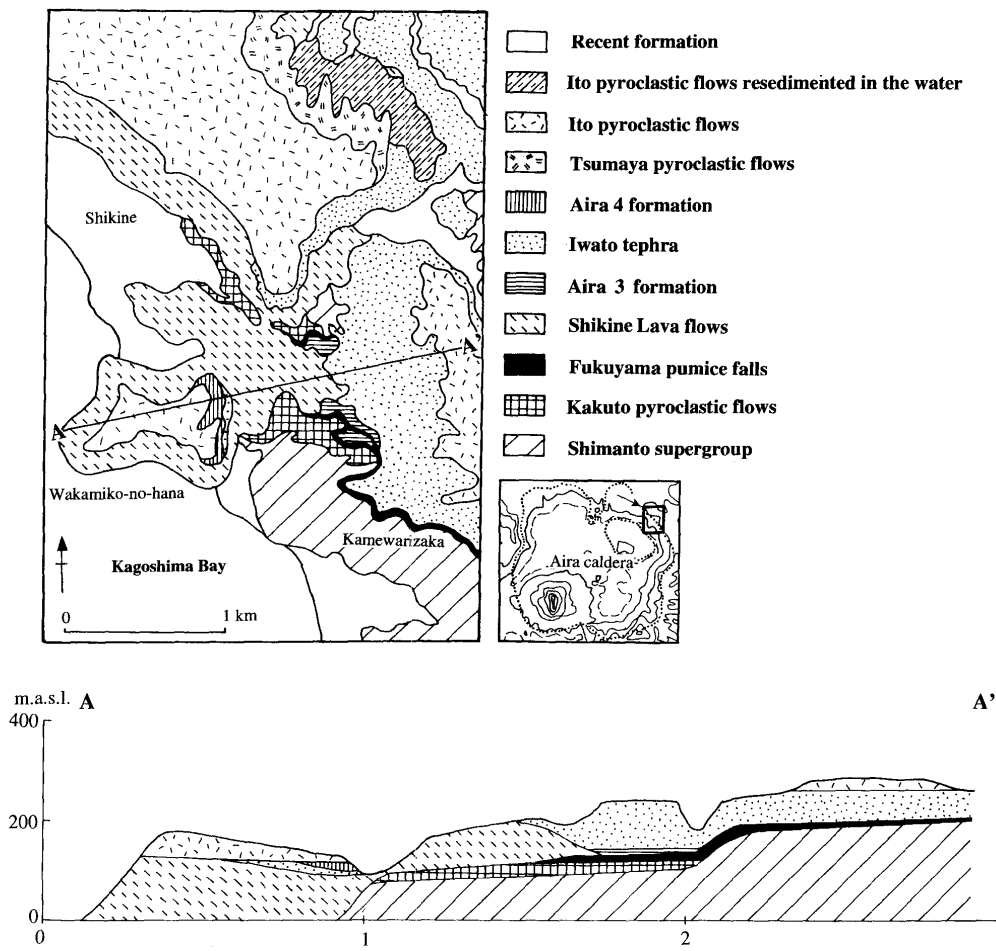 Recent formation
Ito pyroclastic flows resedimented in the water
Ito pyroclastic flows
Tsumaya pyroclastic flows
Aira 4 formation
Iwato tephra
Aira 3 formation
Shikine Lava flows
Fukuyama pumice falls
Kakuto pyroclastic flows
Shimanto supergroup
Shikine
A'
A
Wakamiko-no-hana
Kamewarizaka
Kagoshima Bay
0 1 km
Aira caldera
m.a.s.l. A A'
400
200
0
0 1 2